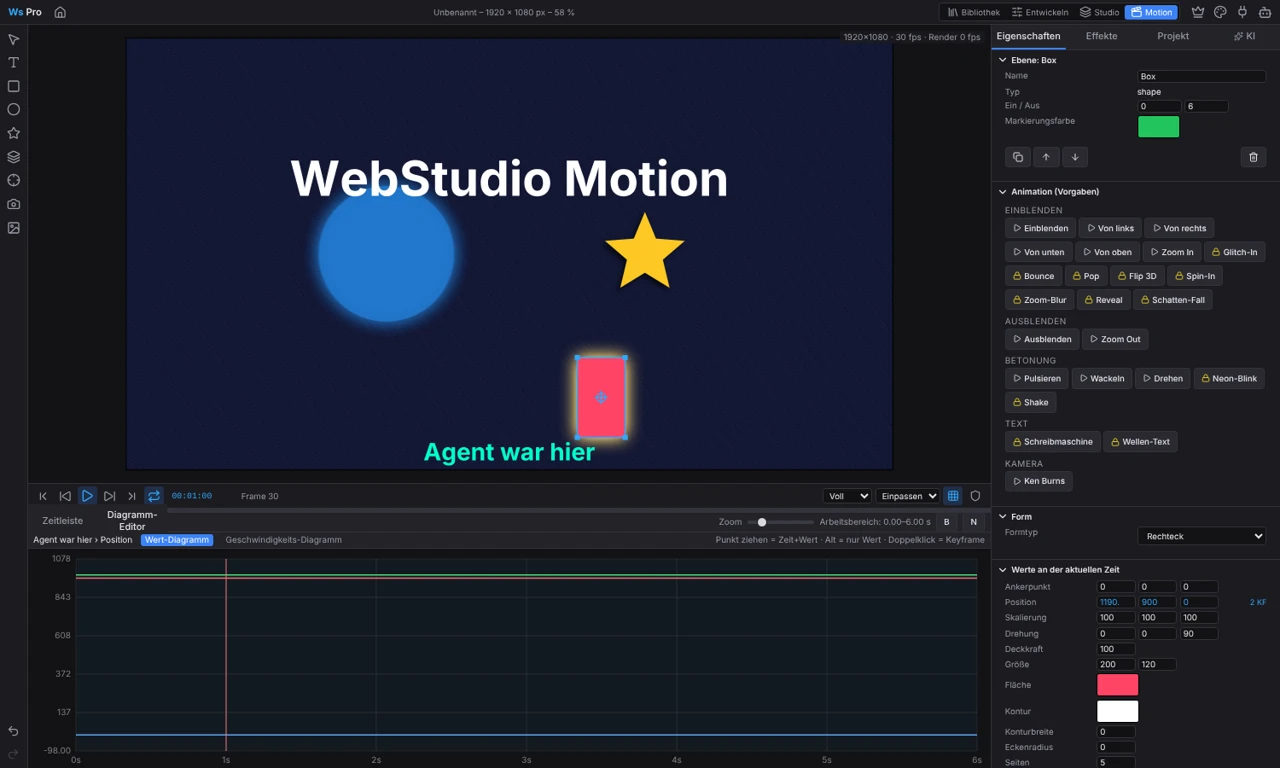 Ws Pro
Unbenannt – 1920 × 1080 px – 58 %
Bibliothek Entwickeln Studio Motion
1920×1080 · 30 fps · Render 0 fps
WebStudio Motion
Agent war hier
00:01:00 Frame 30 Voll Einpassen
Zeitleiste Diagramm-Editor Zoom Arbeitsbereich: 0.00–6.00 s B N
Agent war hier › Position Wert-Diagramm Geschwindigkeits-Diagramm Punkt ziehen = Zeit+Wert · Alt = nur Wert · Doppelklick = Keyframe
1078
843
608
372
137
-98.00
0s 1s 2s 3s 4s 5s 6s
Eigenschaften Effekte Projekt KI
Ebene: Box
Name Box
Typ shape
Ein / Aus 0 6
Markierungsfarbe
Animation (Vorgaben)
EINBLENDEN
Einblenden Von links Von rechts
Von unten Von oben Zoom In Glitch-In
Bounce Pop Flip 3D Spin-In
Zoom-Blur Reveal Schatten-Fall
AUSBLENDEN
Ausblenden Zoom Out
BETONUNG
Pulsieren Wackeln Drehen Neon-Blink
Shake
TEXT
Schreibmaschine Wellen-Text
KAMERA
Ken Burns
Form
Formtyp Rechteck
Werte an der aktuellen Zeit
Ankerpunkt 0 0 0
Position 1190. 900 0 2 KF
Skalierung 100 100 100
Drehung 0 0 90
Deckkraft 100
Größe 200 120
Fläche
Kontur
Konturbreite 0
Eckenradius 0
Seiten 5